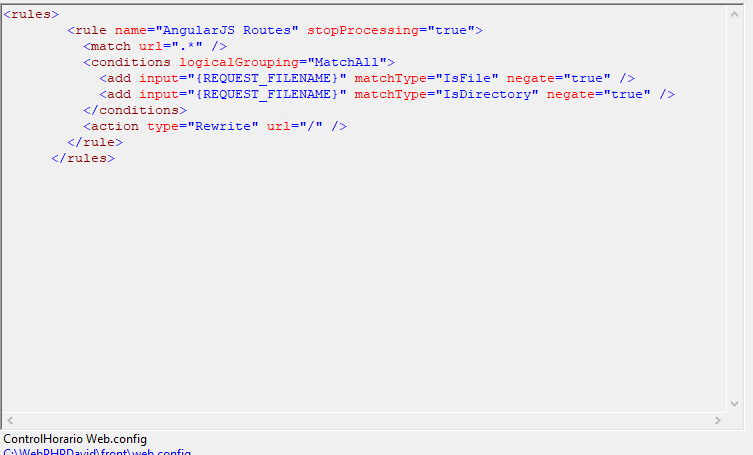 <rules>
<rule name="AngularJS Routes" stopProcessing="true">
<match url=".*" />
<conditions logicalGrouping="MatchAll">
<add input="{REQUEST_FILENAME}" matchType="IsFile" negate="true" />
<add input="{REQUEST_FILENAME}" matchType="IsDirectory" negate="true" />
</conditions>
<action type="Rewrite" url="/" />
</rule>
</rules>
ControlHorario Web.config
C:\WebPHRDavid\front\web.config